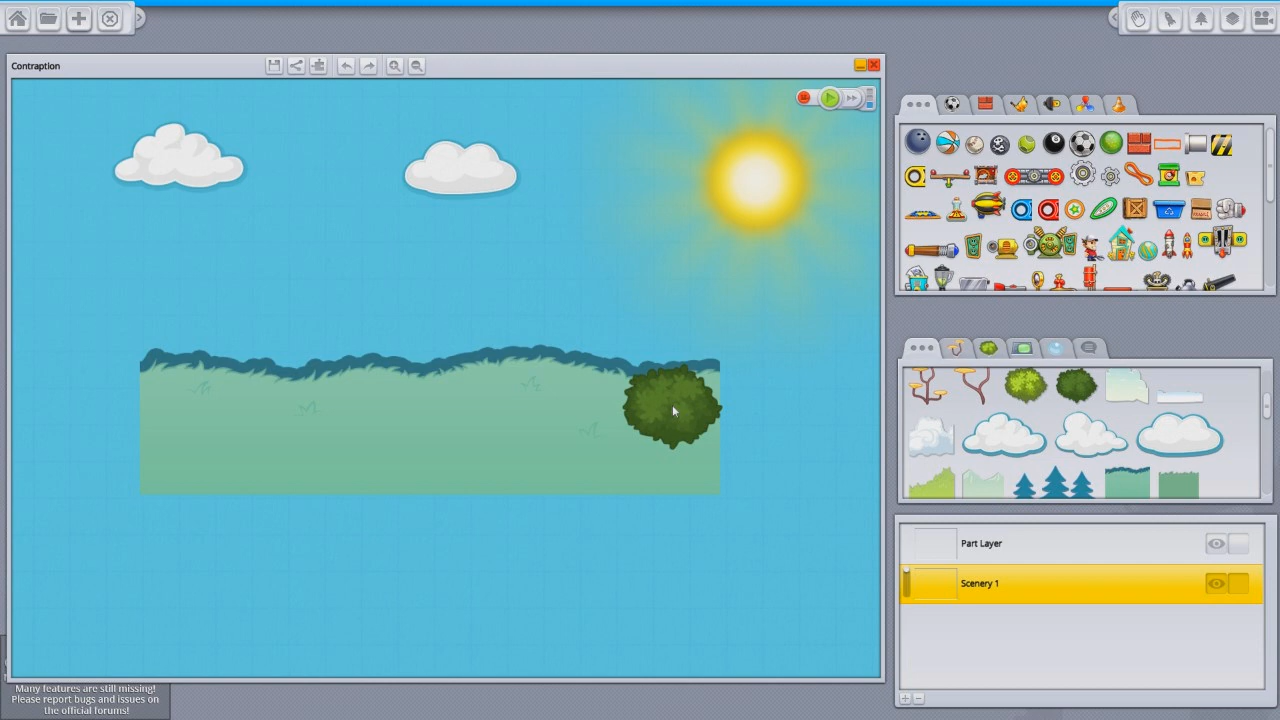 Contraption
Part Layer
Scenery 1
Many features are still missing!
Please report bugs and issues on
the official forums!